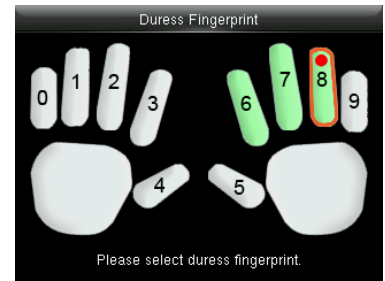 Duress Fingerprint
0 1 2 3 4 5 6 7 8 9
Please select duress fingerprint.